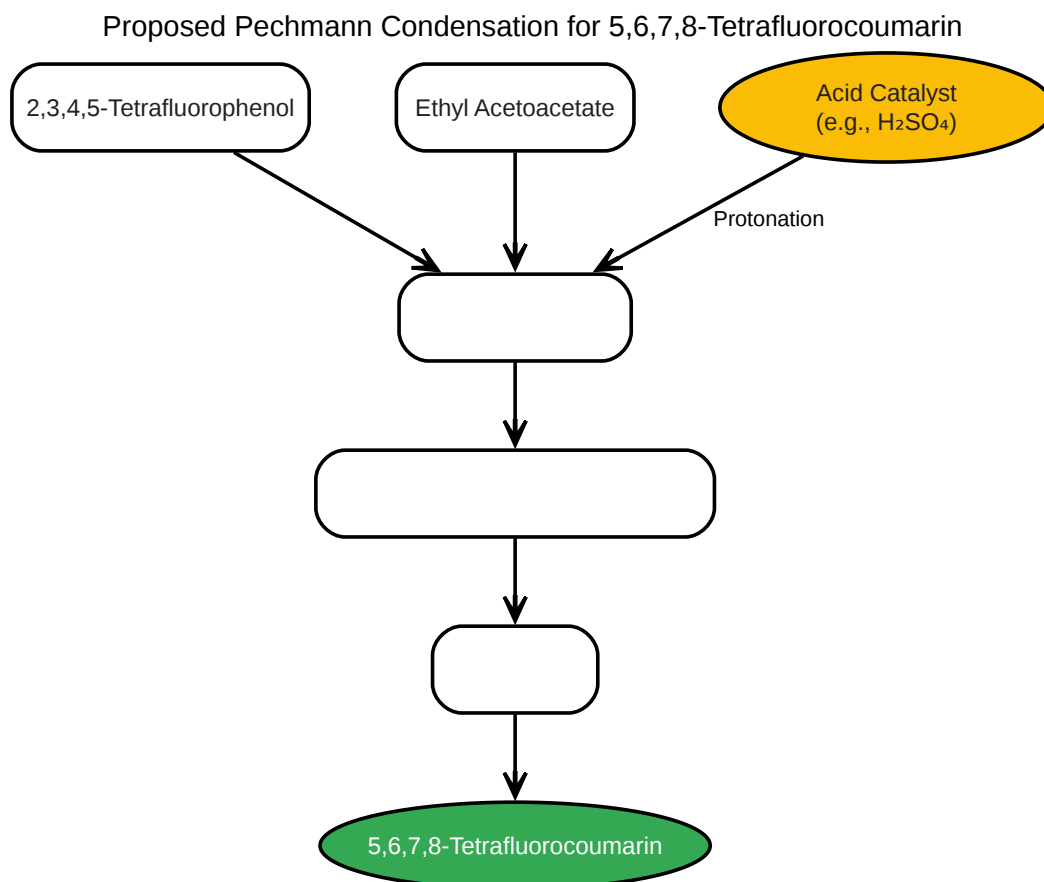 Proposed Pechmann Condensation for 5,6,7,8-Tetrafluorocoumarin
2,3,4,5-Tetrafluorophenol
Ethyl Acetoacetate
Acid Catalyst
(e.g., H₂SO₄)
Protonation
5,6,7,8-Tetrafluorocoumarin